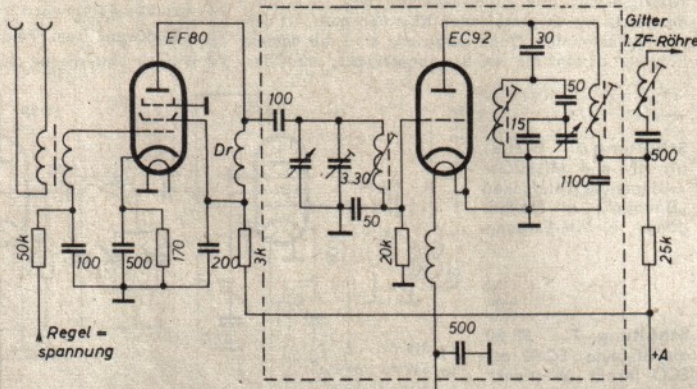 EF80
EC92
30
Gitter
1. ZF-Röhre
100
50
15
500
Dr
3.30
50
1100
50k
100
500
170
200
3k
20k
25k
Regel=
spannung
500
+A